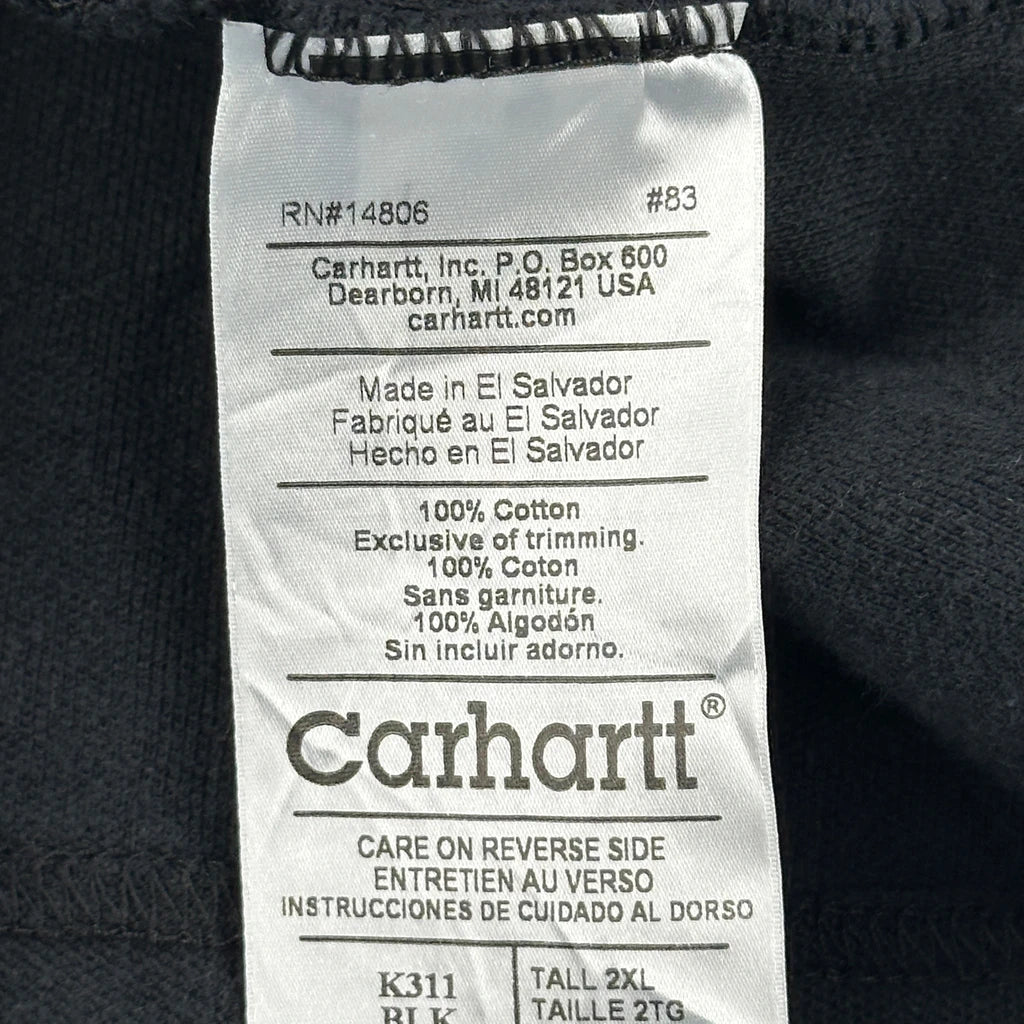 RN#14806 #83
Carhartt, Inc. P.O. Box 600
Dearborn, MI 48121 USA
carhartt.com
Made in El Salvador
Fabriqué au El Salvador
Hecho en El Salvador
100% Cotton
Exclusive of trimming.
100% Coton
Sans garniture.
100% Algodón
Sin incluir adorno.
Carhartt®
CARE ON REVERSE SIDE
ENTRETIEN AU VERSO
INSTRUCCIONES DE CUIDADO AL DORSO
K311 TALL 2XL
BLK TAILLE 2TG